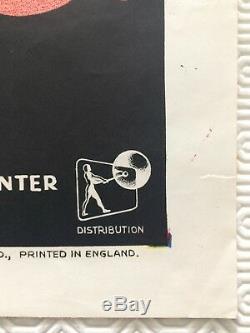 NTER
DISTRIBUTION
D., PRINTED IN ENGLAND.